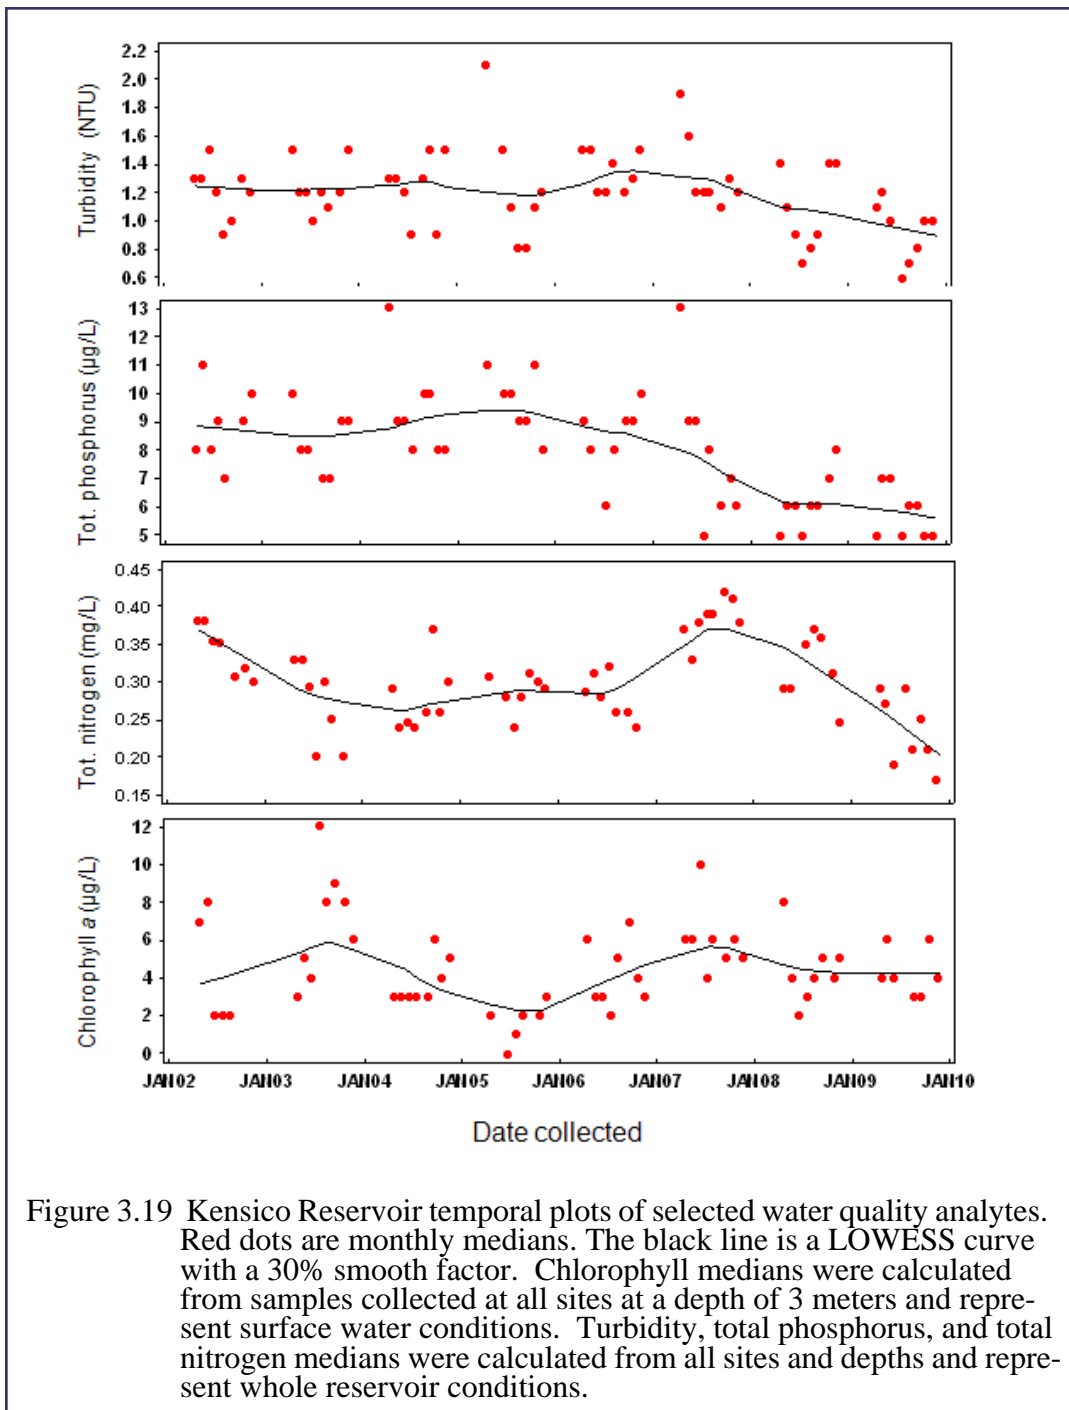 2.2
2.0
1.8
1.6
1.4
1.2
1.0
0.8
0.6
Turbidity (NTU)
13
12
11
10
9
8
7
6
5
Tot. phosphorus (µg/L)
0.45
0.40
0.35
0.30
0.25
0.20
0.15
Tot. nitrogen (mg/L)
12
10
8
6
4
2
0
Chlorophyll a (µg/L)
JAN02 JAN03 JAN04 JAN05 JAN06 JAN07 JAN08 JAN09 JAN10
Date collected
Figure 3.19 Kensico Reservoir temporal plots of selected water quality analytes.
Red dots are monthly medians. The black line is a LOWESS curve
with a 30% smooth factor. Chlorophyll medians were calculated
from samples collected at all sites at a depth of 3 meters and repre-
sent surface water conditions. Turbidity, total phosphorus, and total
nitrogen medians were calculated from all sites and depths and repre-
sent whole reservoir conditions.